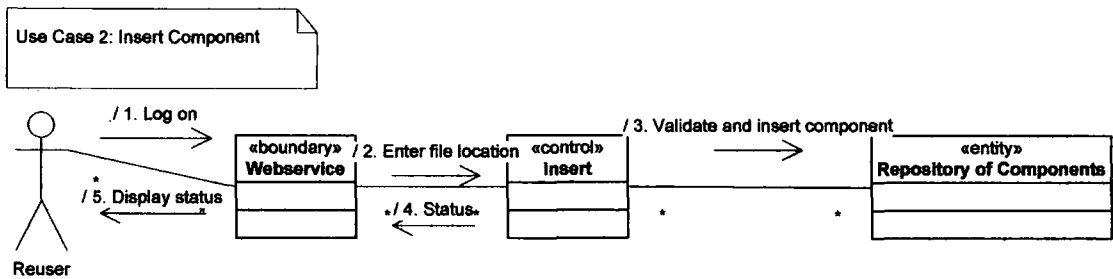 Use Case 2: Insert Component
/ 1. Log on
/ 3. Validate and insert component
«boundary»
Webservice
/ 2. Enter file location
«control»
Insert
«entity»
Repository of Components
*
/ 5. Display status
*
* / 4. Status *
*
*
Reuser